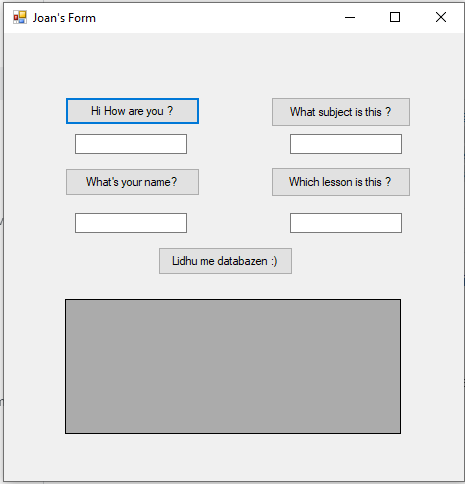 Joan's Form
Hi How are you ?
What subject is this ?
What's your name?
Which lesson is this ?
Lidhu me databazen :)